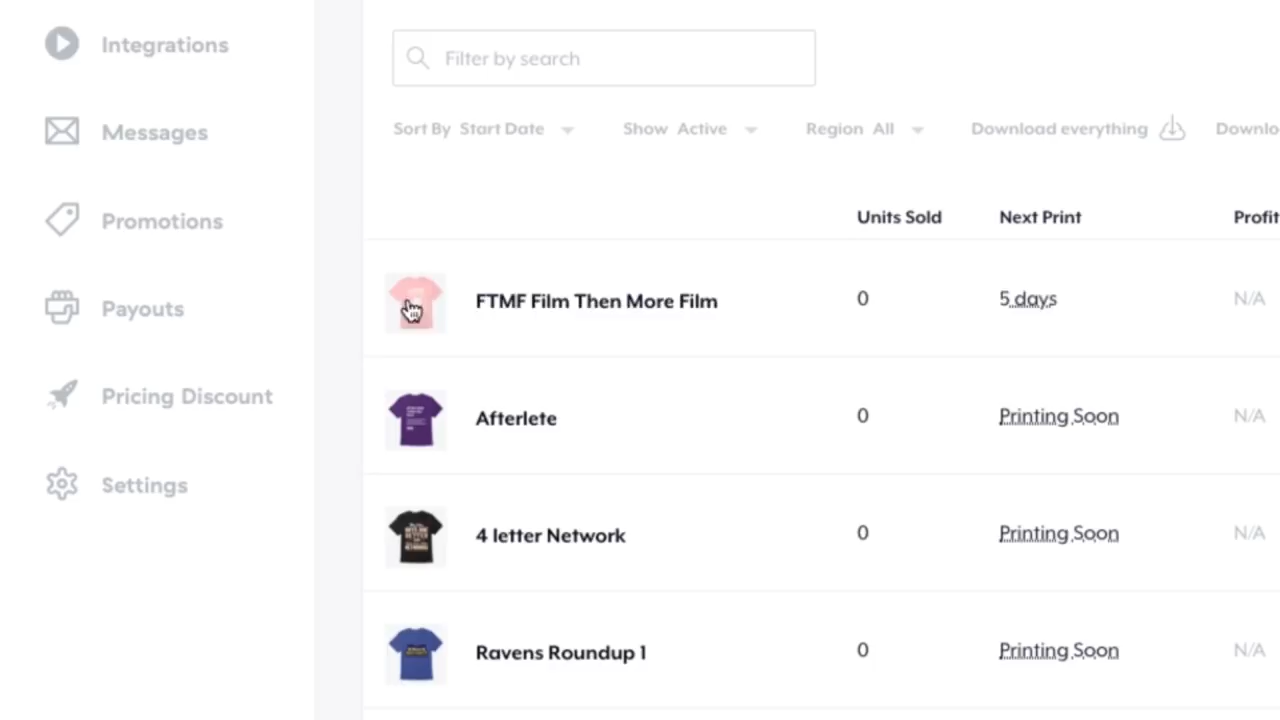 Integrations
Messages
Promotions
Payouts
Pricing Discount
Settings
Filter by search
Sort By Start Date Show Active Region All Download everything
Units Sold Next Print Profit
FTMF Film Then More Film 0 5 days N/A
Afterlete 0 Printing Soon N/A
4 letter Network 0 Printing Soon N/A
Ravens Roundup 1 0 Printing Soon N/A